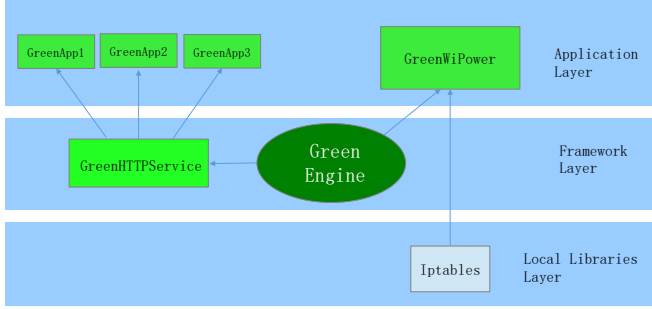 GreenApp1
GreenApp2
GreenApp3
GreenWiPower
Application
Layer
GreenHTTPService
Green
Engine
Framework
Layer
Iptables
Local Libraries
Layer